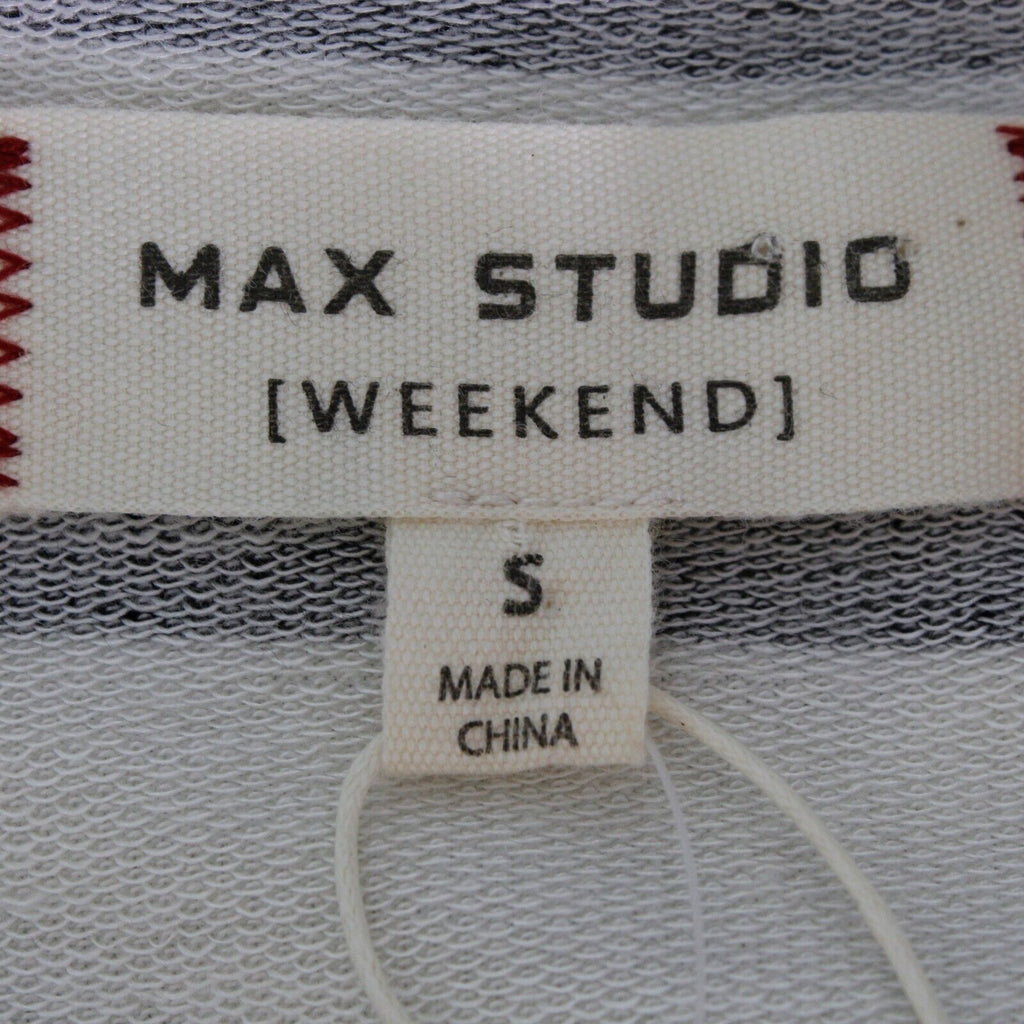 MAX STUDIO
[WEEKEND]
S
MADE IN
CHINA